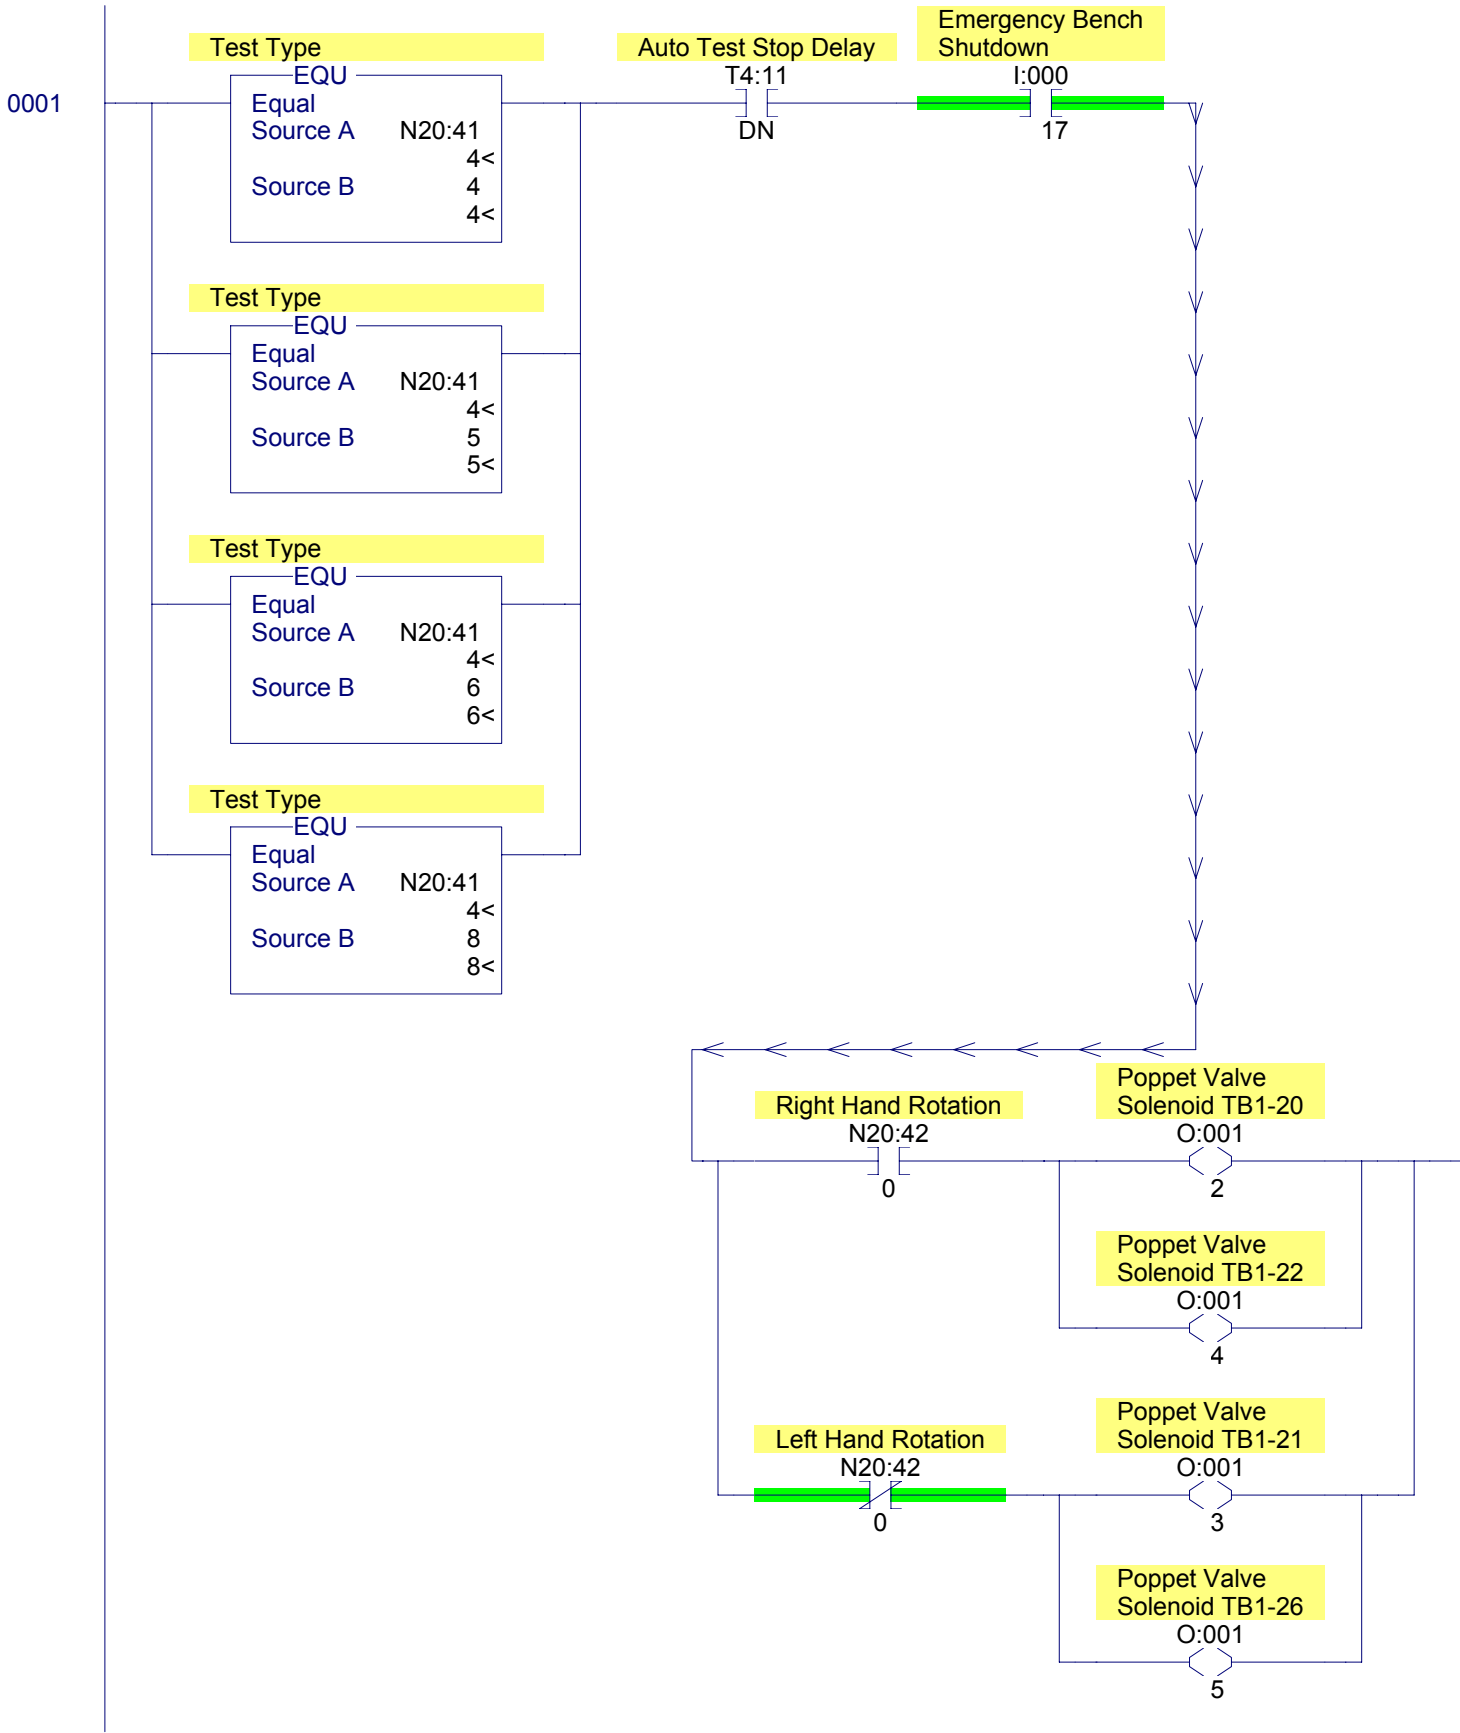 Test Type
EQU
0001
Equal
Source A N20:41
4<
Source B 4
4<
Auto Test Stop Delay
T4:11
DN
Emergency Bench
Shutdown
I:000
17
Test Type
EQU
Equal
Source A N20:41
4<
Source B 5
5<
Test Type
EQU
Equal
Source A N20:41
4<
Source B 6
6<
Test Type
EQU
Equal
Source A N20:41
4<
Source B 8
8<
Right Hand Rotation
N20:42
0
Poppet Valve
Solenoid TB1-20
O:001
2
Poppet Valve
Solenoid TB1-22
O:001
4
Left Hand Rotation
N20:42
0
Poppet Valve
Solenoid TB1-21
O:001
3
Poppet Valve
Solenoid TB1-26
O:001
5